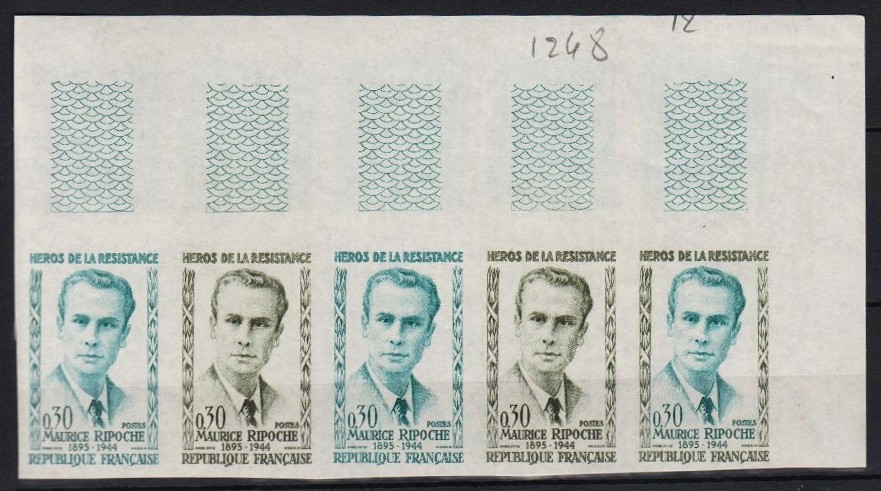 1248
12
HEROS DE LA RESISTANCE
0,30
POSTES
MAURICE RIPOCHE
1895-1944
REPUBLIQUE FRANÇAISE
HEROS DE LA RESISTANCE
0,30
POSTES
MAURICE RIPOCHE
1895-1944
REPUBLIQUE FRANÇAISE
HEROS DE LA RESISTANCE
0,30
POSTES
MAURICE RIPOCHE
1895-1944
REPUBLIQUE FRANÇAISE
HEROS DE LA RESISTANCE
0,30
POSTES
MAURICE RIPOCHE
1895-1944
REPUBLIQUE FRANÇAISE
HEROS DE LA RESISTANCE
0,30
POSTES
MAURICE RIPOCHE
1895-1944
REPUBLIQUE FRANÇAISE